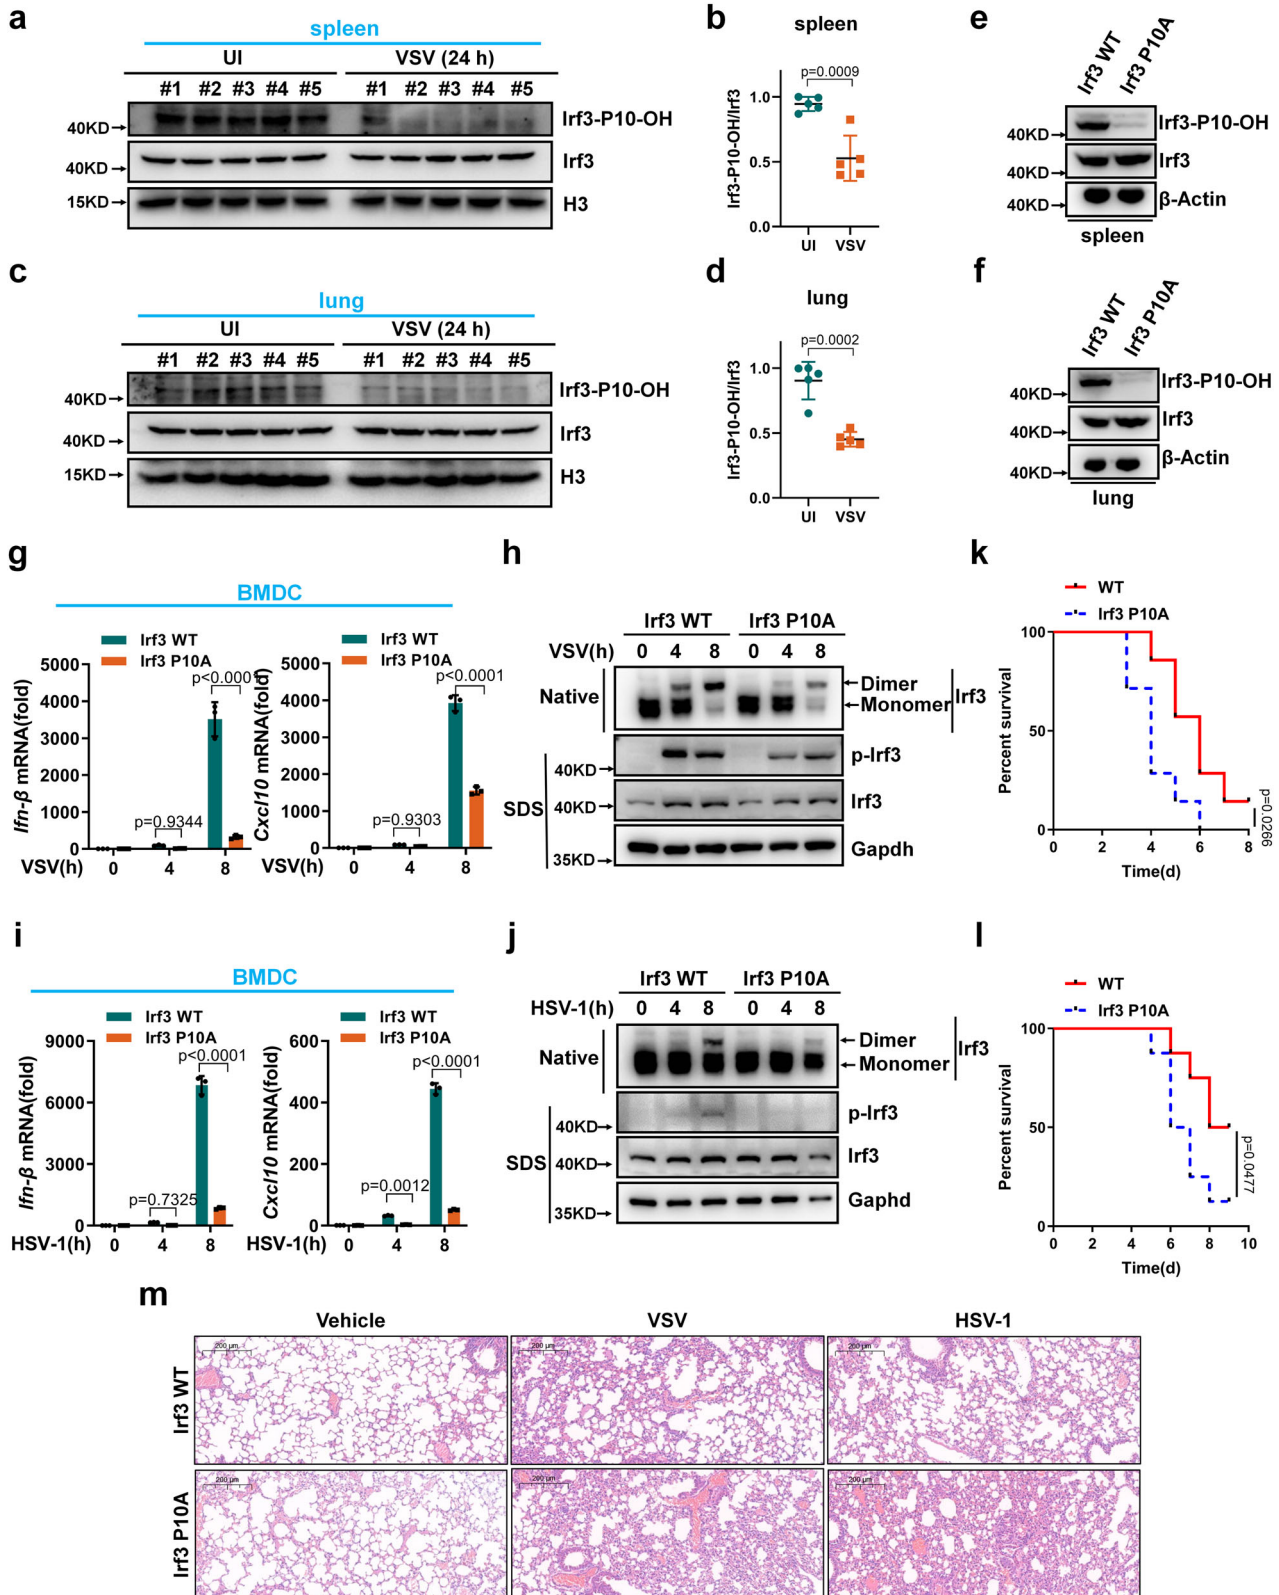 a
spleen
UI VSV (24 h)
#1 #2 #3 #4 #5 #1 #2 #3 #4 #5
Irf3-P10-OH
40KD
Irf3
40KD
15KD
H3
b
spleen
p=0.0009
Irf3-P10-OH/Irf3
1.0
0.5
0.0
UI VSV
e
Irf3 WT
Irf3 P10A
Irf3-P10-OH
40KD
Irf3
40KD
β-Actin
40KD
spleen
c
lung
UI VSV (24 h)
#1 #2 #3 #4 #5 #1 #2 #3 #4 #5
Irf3-P10-OH
40KD
Irf3
40KD
15KD
H3
d
lung
p=0.0002
Irf3-P10-OH/Irf3
1.0
0.5
0.0
UI VSV
f
Irf3 WT
Irf3 P10A
Irf3-P10-OH
40KD
Irf3
40KD
β-Actin
40KD
lung
g
BMDC
Irf3 WT
Irf3 P10A
Ifn-β mRNA(fold)
5000
4000
3000
2000
1000
0
p<0.0001
p=0.9344
VSV(h) 0 4 8
Irf3 WT
Irf3 P10A
Cxcl10 mRNA(fold)
5000
4000
3000
2000
1000
0
p<0.0001
p=0.9303
VSV(h) 0 4 8
h
Irf3 WT Irf3 P10A
VSV(h) 0 4 8 0 4 8
Native
Dimer
Monomer
Irf3
SDS
p-Irf3
40KD
Irf3
40KD
Gapdh
35KD
k
WT
Irf3 P10A
Percent survival
100
50
0
0 2 4 6 8
Time(d)
p=0.0266
i
BMDC
Irf3 WT
Irf3 P10A
Ifn-β mRNA(fold)
9000
6000
3000
0
p<0.0001
p=0.7325
HSV-1(h) 0 4 8
Irf3 WT
Irf3 P10A
Cxcl10 mRNA(fold)
600
400
200
0
p<0.0001
p=0.0012
HSV-1(h) 0 4 8
j
Irf3 WT Irf3 P10A
HSV-1(h) 0 4 8 0 4 8
Native
Dimer
Monomer
Irf3
SDS
p-Irf3
40KD
Irf3
40KD
Gaphd
35KD
l
WT
Irf3 P10A
Percent survival
100
50
0
0 2 4 6 8 10
Time(d)
p=0.0477
m
Vehicle VSV HSV-1
Irf3 WT
200 μm
200 μm
200 μm
Irf3 P10A
200 μm
200 μm
200 μm